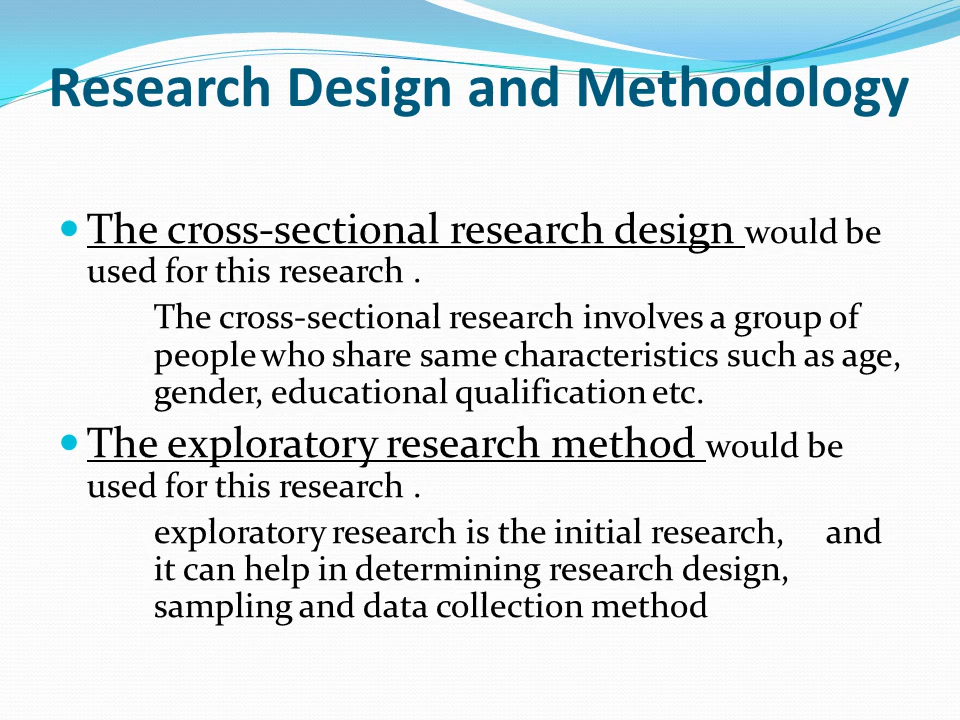 Research Design and Methodology
The cross-sectional research design would be
used for this research .
The cross-sectional research involves a group of
people who share same characteristics such as age,
gender, educational qualification etc.
The exploratory research method would be
used for this research .
exploratory research is the initial research, and
it can help in determining research design,
sampling and data collection method